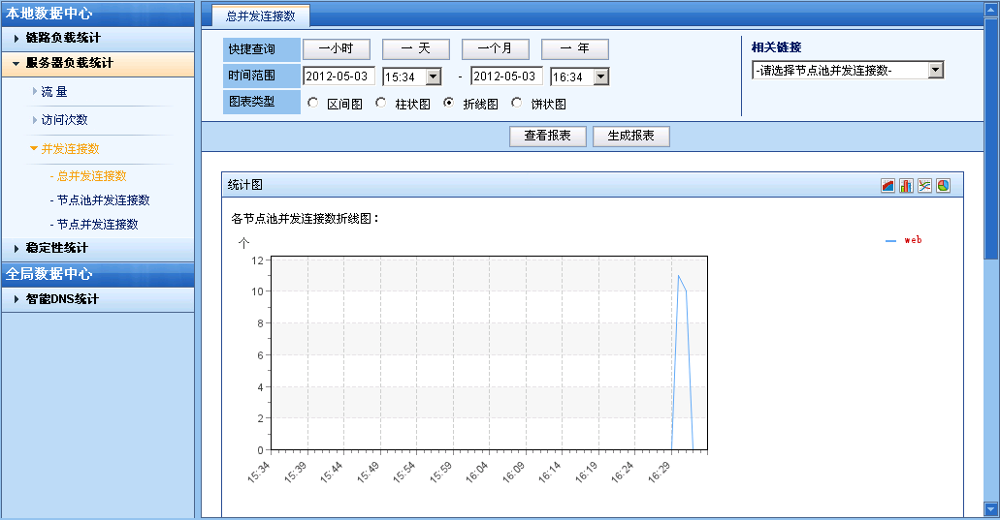 本地数据中心
链路负载统计
服务器负载统计
流 量
访问次数
并发连接数
- 总并发连接数
- 节点池并发连接数
- 节点并发连接数
稳定性统计
全局数据中心
智能DNS统计
总并发连接数
快捷查询 一小时 一 天 一个月 一 年
时间范围 2012-05-03 15:34 - 2012-05-03 16:34
图表类型 区间图 柱状图 折线图 饼状图
相关链接
-请选择节点池并发连接数-
查看报表 生成报表
统计图
各节点池并发连接数折线图：
个
web
12
10
8
6
4
2
0
15:34 15:39 15:44 15:49 15:54 15:59 16:04 16:09 16:14 16:19 16:24 16:29